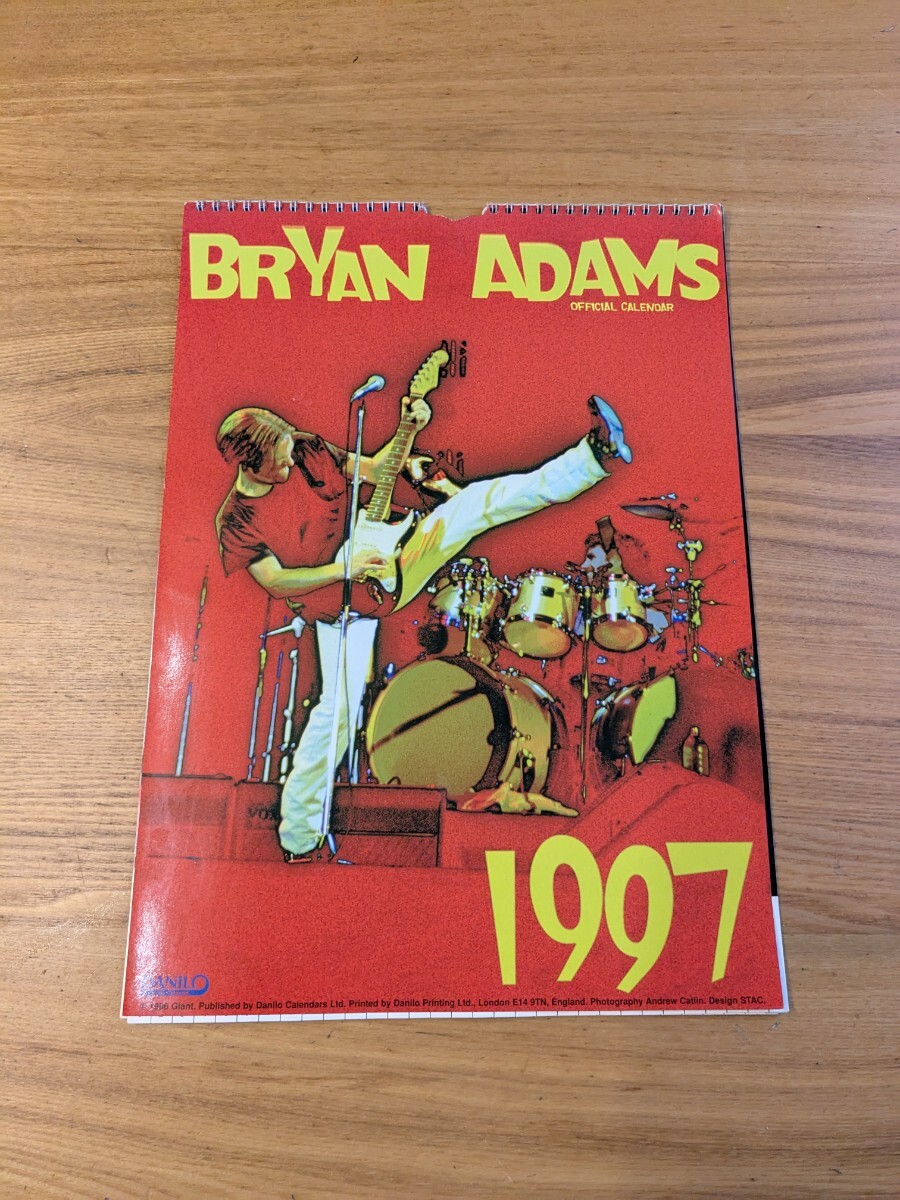 BRYAN ADAMS
OFFICIAL CALENDAR
VOX
1997
© 1996 Giant. Published by Danilo Calendars Ltd. Printed by Danilo Printing Ltd., London E14 9TN, England. Photography Andrew Catlin. Design STAC.